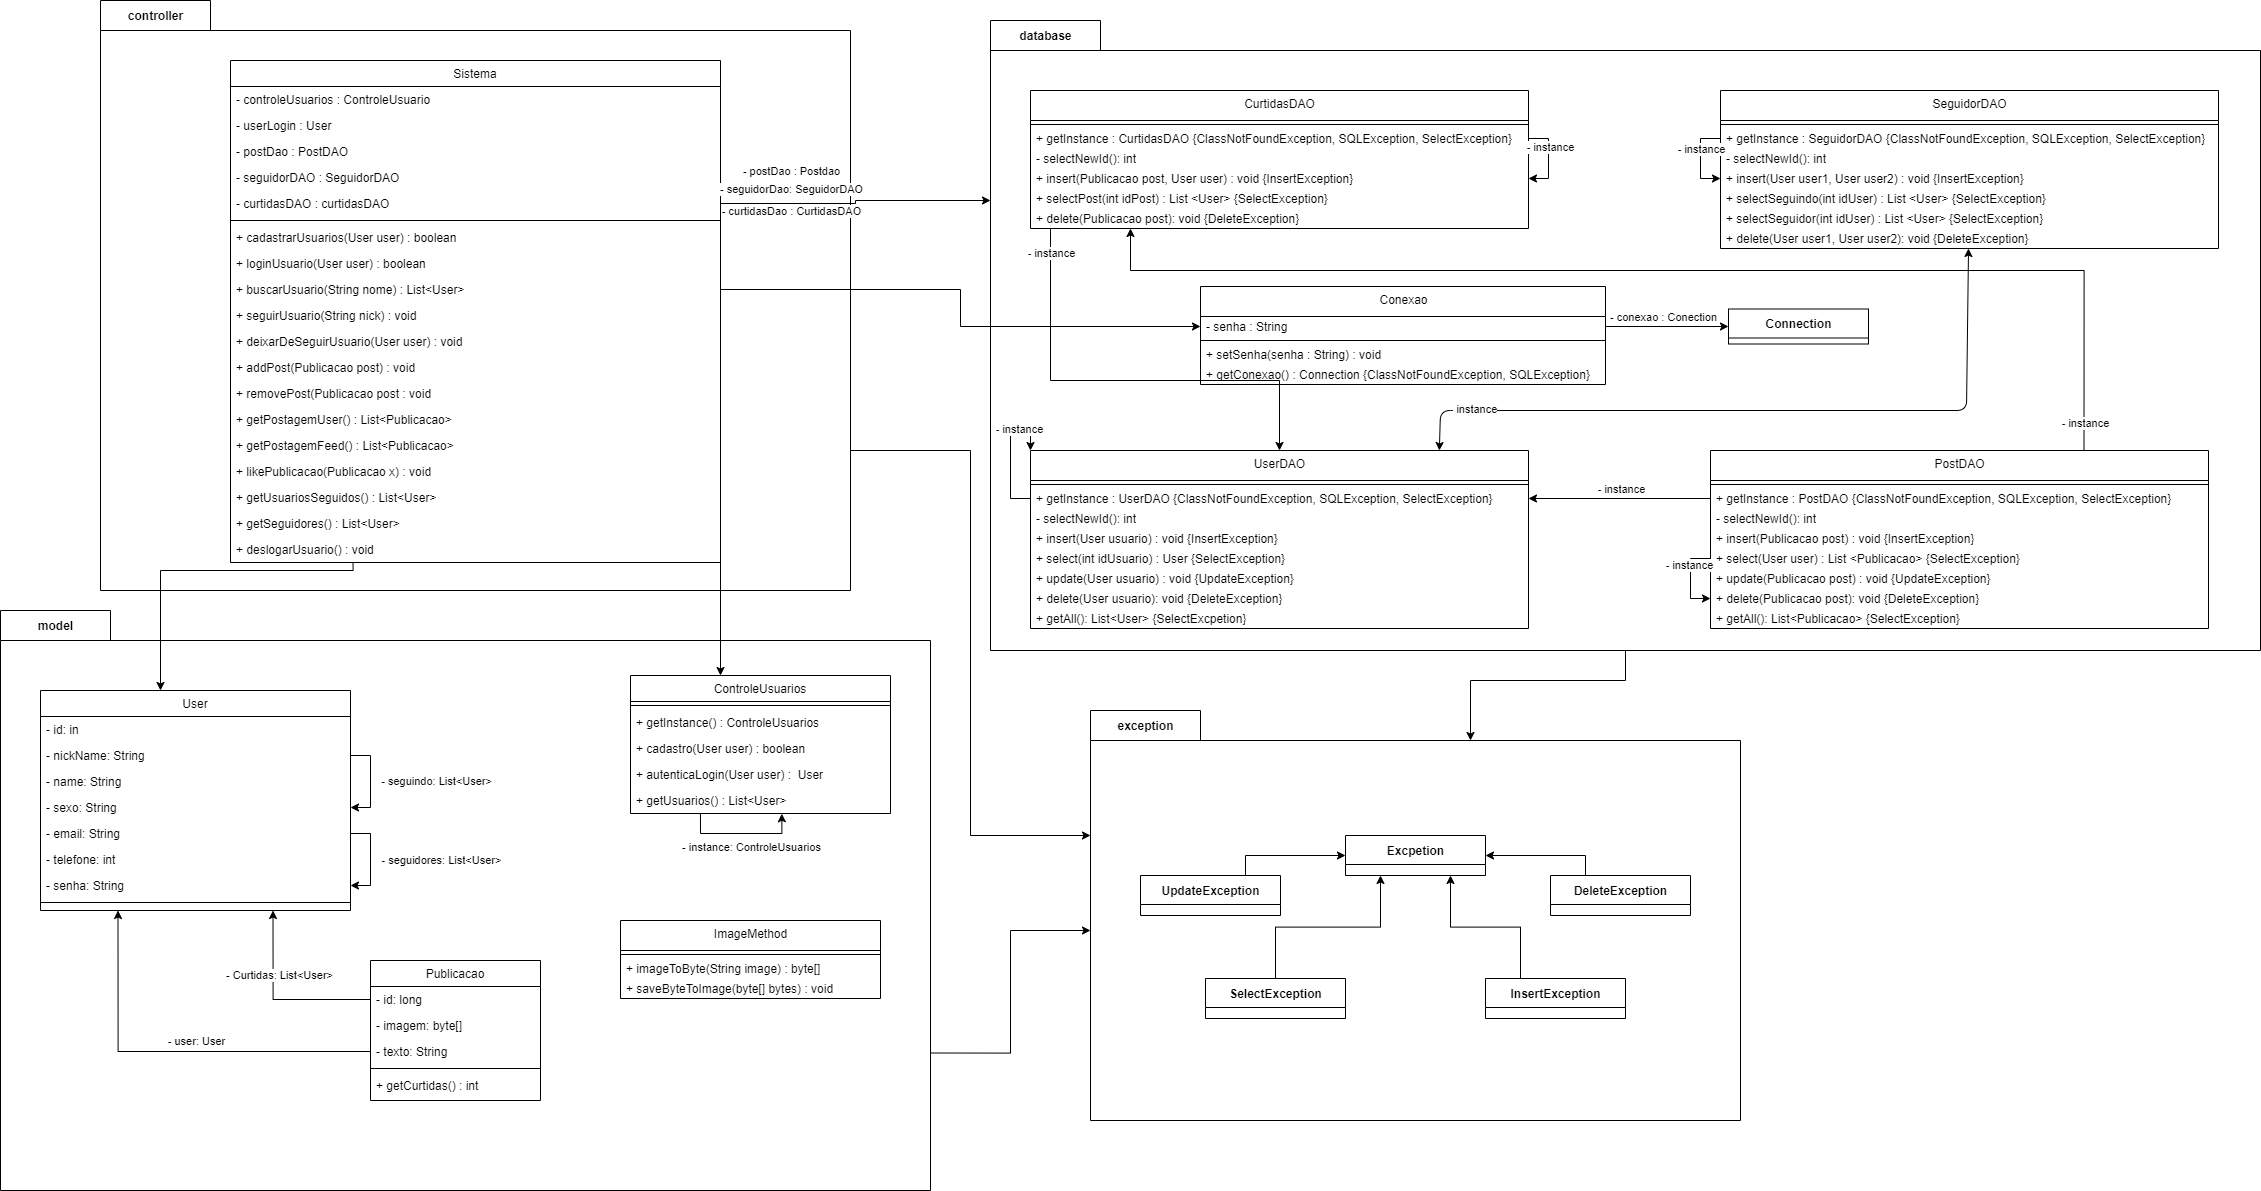 controller
Sistema
- controleUsuarios : ControleUsuario
- userLogin : User
- postDao : PostDAO
- seguidorDAO : SeguidorDAO
- curtidasDAO : curtidasDAO
+ cadastrarUsuarios(User user) : boolean
+ loginUsuario(User user) : boolean
+ buscarUsuario(String nome) : List<User>
+ seguirUsuario(String nick) : void
+ deixarDeSeguirUsuario(User user) : void
+ addPost(Publicacao post) : void
+ removePost(Publicacao post : void
+ getPostagemUser() : List<Publicacao>
+ getPostagemFeed() : List<Publicacao>
+ likePublicacao(Publicacao x) : void
+ getUsuariosSeguidos() : List<User>
+ getSeguidores() : List<User>
+ deslogarUsuario() : void
- postDao : Postdao
- seguidorDao: SeguidorDAO
- curtidasDao : CurtidasDAO
database
CurtidasDAO
+ getInstance : CurtidasDAO {ClassNotFoundException, SQLException, SelectException}
- selectNewId(): int
+ insert(Publicacao post, User user) : void {InsertException}
+ selectPost(int idPost) : List <User> {SelectException}
+ delete(Publicacao post): void {DeleteException}
- instance
- instance
SeguidorDAO
+ getInstance : SeguidorDAO {ClassNotFoundException, SQLException, SelectException}
- selectNewId(): int
+ insert(User user1, User user2) : void {InsertException}
+ selectSeguindo(int idUser) : List <User> {SelectException}
+ selectSeguidor(int idUser) : List <User> {SelectException}
+ delete(User user1, User user2): void {DeleteException}
- instance
Conexao
- senha : String
+ setSenha(senha : String) : void
+ getConexao() : Connection {ClassNotFoundException, SQLException}
- conexao : Conection
Connection
- instance
- instance
- instance
UserDAO
+ getInstance : UserDAO {ClassNotFoundException, SQLException, SelectException}
- selectNewId(): int
+ insert(User usuario) : void {InsertException}
+ select(int idUsuario) : User {SelectException}
+ update(User usuario) : void {UpdateException}
+ delete(User usuario): void {DeleteException}
+ getAll(): List<User> {SelectExcpetion}
- instance
PostDAO
+ getInstance : PostDAO {ClassNotFoundException, SQLException, SelectException}
- selectNewId(): int
+ insert(Publicacao post) : void {InsertException}
+ select(User user) : List <Publicacao> {SelectException}
+ update(Publicacao post) : void {UpdateException}
+ delete(Publicacao post): void {DeleteException}
+ getAll(): List<Publicacao> {SelectException}
- instance
model
User
- id: in
- nickName: String
- name: String
- sexo: String
- email: String
- telefone: int
- senha: String
- seguindo: List<User>
- seguidores: List<User>
ControleUsuarios
+ getInstance() : ControleUsuarios
+ cadastro(User user) : boolean
+ autenticaLogin(User user) : User
+ getUsuarios() : List<User>
- instance: ControleUsuarios
ImageMethod
+ imageToByte(String image) : byte[]
+ saveByteToImage(byte[] bytes) : void
- Curtidas: List<User>
- user: User
Publicacao
- id: long
- imagem: byte[]
- texto: String
+ getCurtidas() : int
exception
Excpetion
UpdateException
DeleteException
SelectException
InsertException